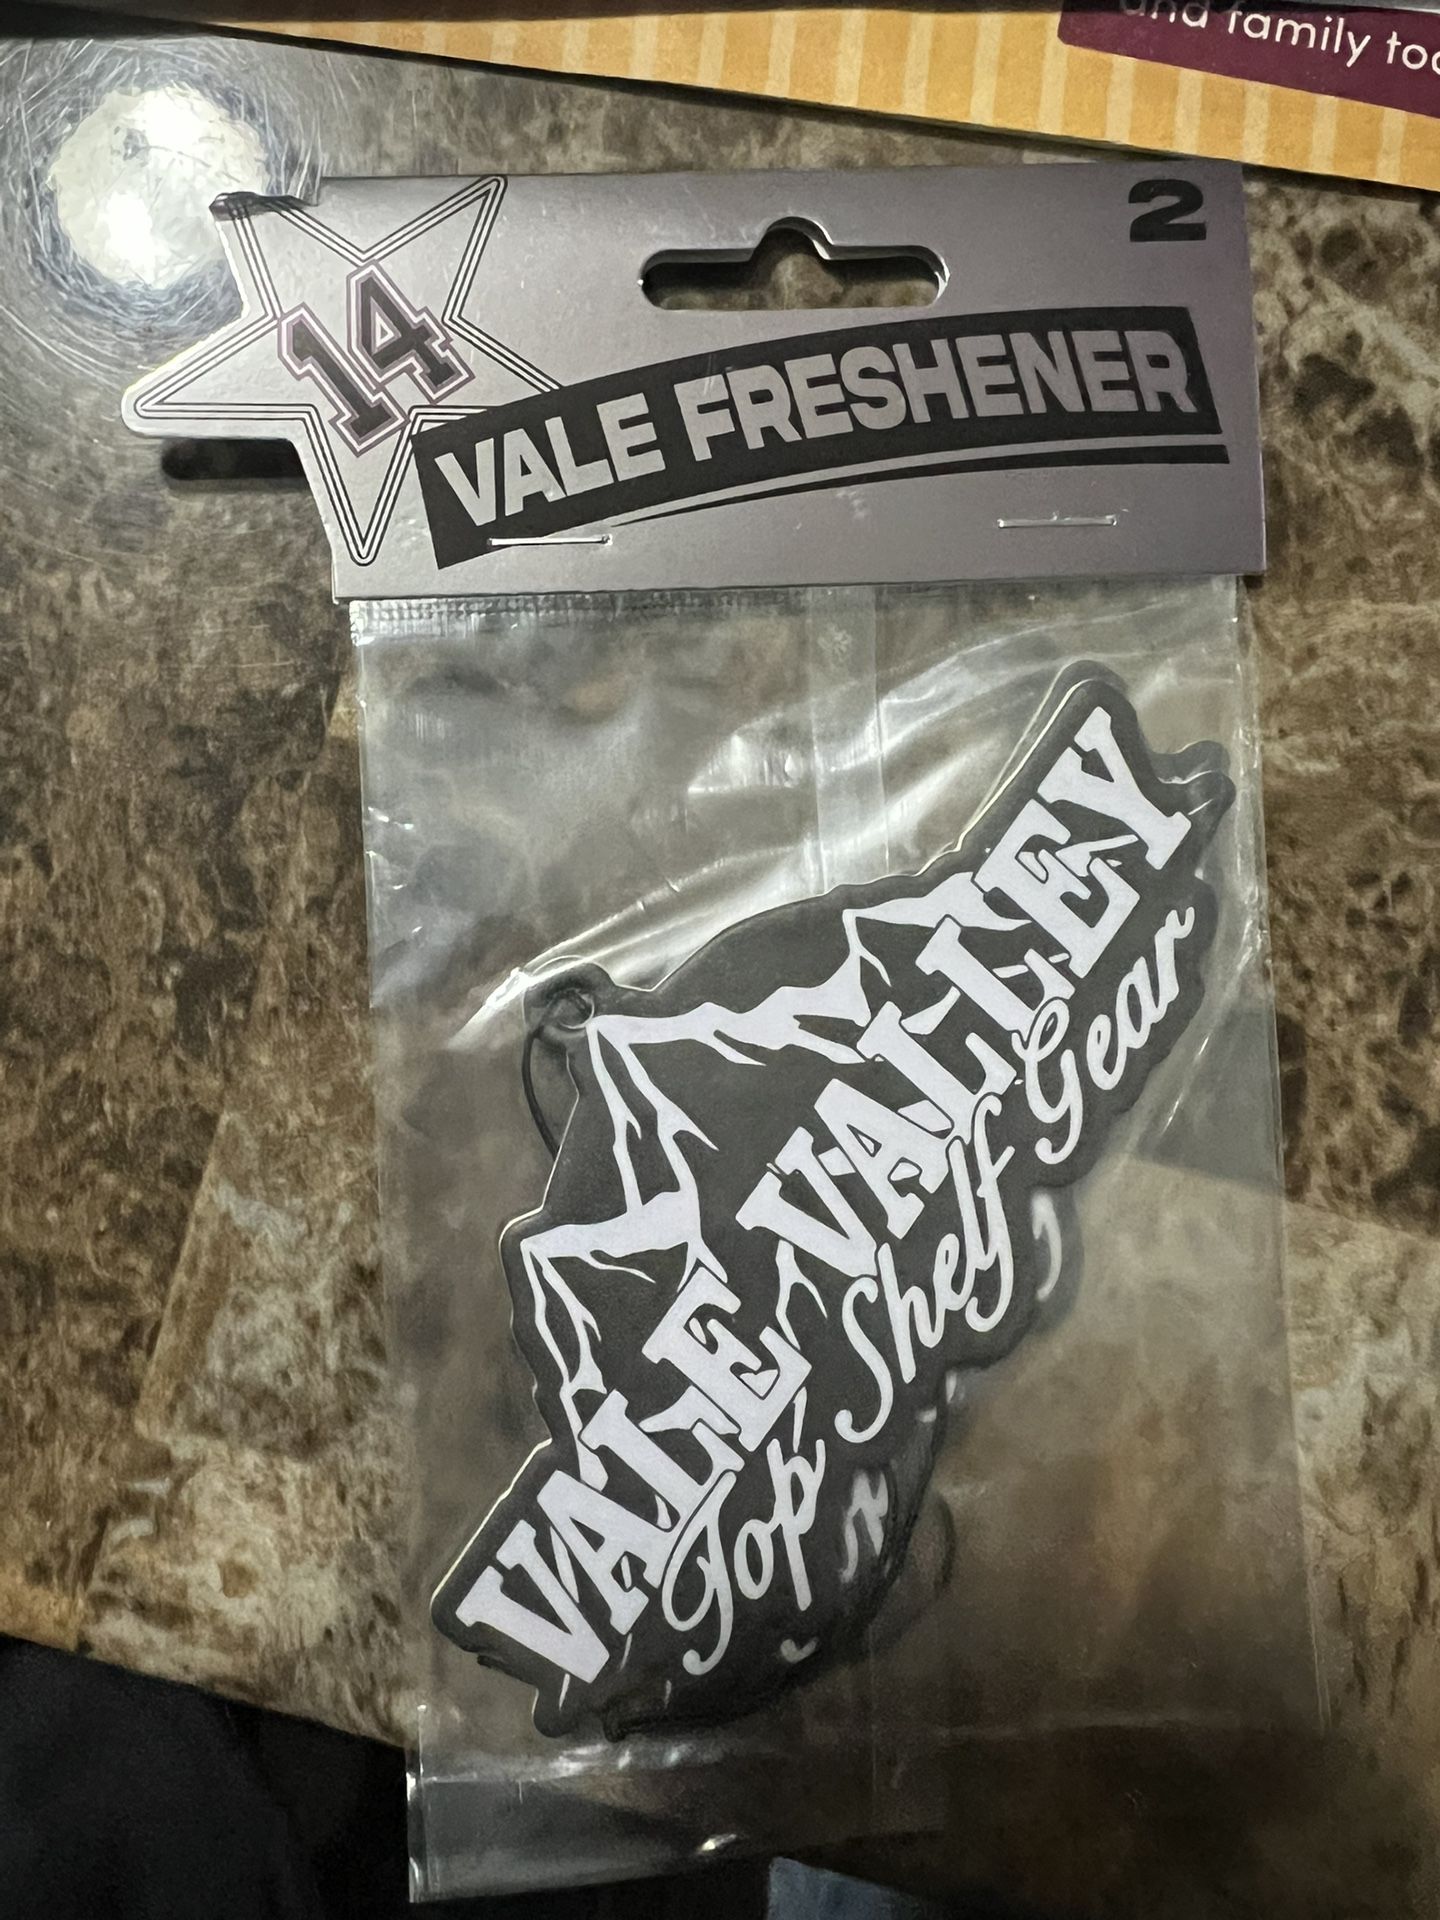 and family too
2
14
VALE FRESHENER
VALE VALLEY
Top Shelf Gear